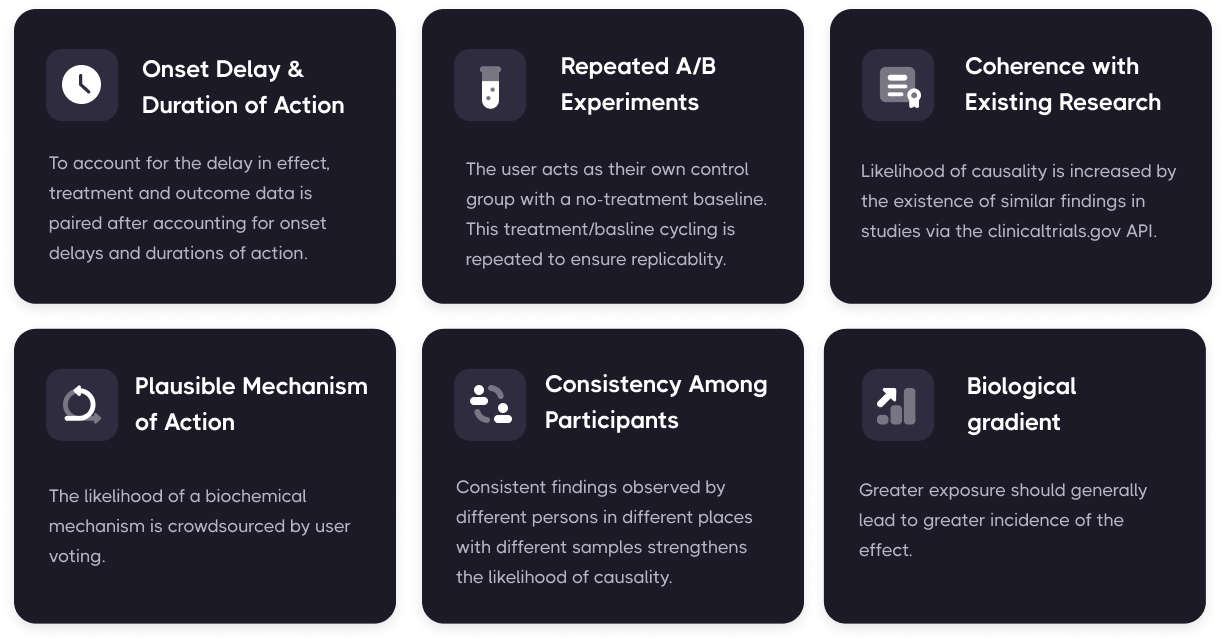 Onset Delay &
Duration of Action
To account for the delay in effect,
treatment and outcome data is
paired after accounting for onset
delays and durations of action.
Repeated A/B
Experiments
The user acts as their own control
group with a no-treatment baseline.
This treatment/basline cycling is
repeated to ensure replicablity.
Coherence with
Existing Research
Likelihood of causality is increased by
the existence of similar findings in
studies via the clinicaltrials.gov API.
Plausible Mechanism
of Action
The likelihood of a biochemical
mechanism is crowdsourced by user
voting.
Consistency Among
Participants
Consistent findings observed by
different persons in different places
with different samples strengthens
the likelihood of causality.
Biological
gradient
Greater exposure should generally
lead to greater incidence of the
effect.